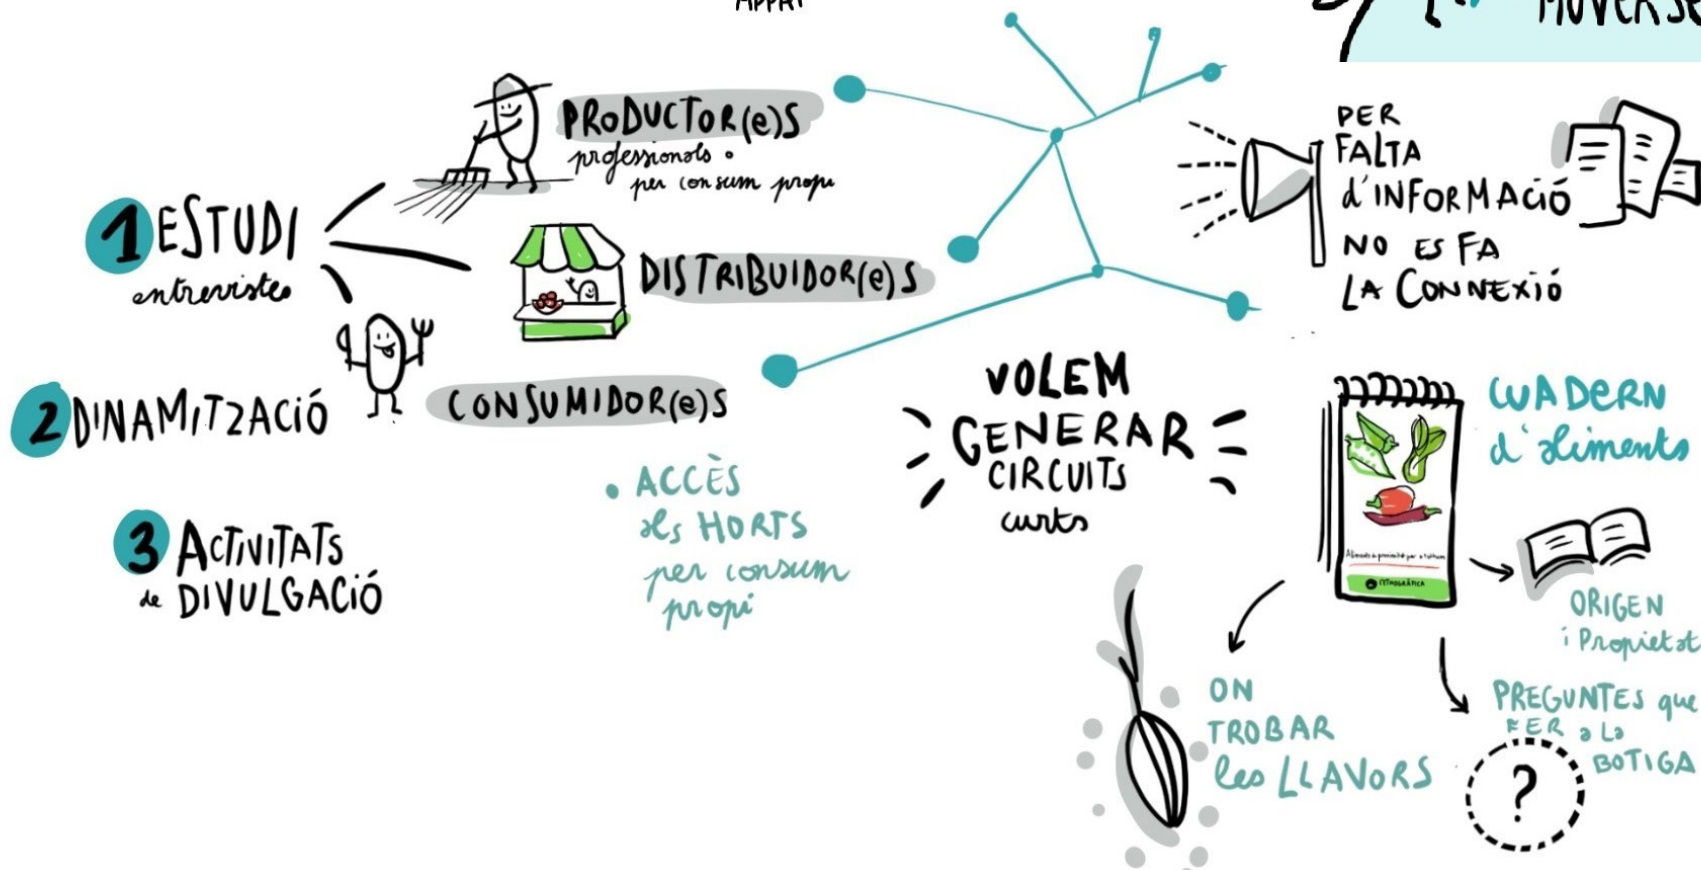 MOVERSE
1 ESTUDI
entrevistes
PRODUCTOR(e)S
professionals o
per consum propi
DISTRIBUIDOR(e)S
CONSUMIDOR(e)S
2 DINAMITZACIÓ
3 ACTIVITATS
de DIVULGACIÓ
• ACCÈS
als HORTS
per consum
propi
VOLEM
GENERAR
CIRCUITS
curts
PER
FALTA
d'INFORMACIÓ
NO ES FA
LA CONNEXIÓ
CUADERN
d'aliments
ORIGEN
i Propietat
PREGUNTES que
FER a La
BOTIGA
?
ON
TROBAR
les LLAVORS